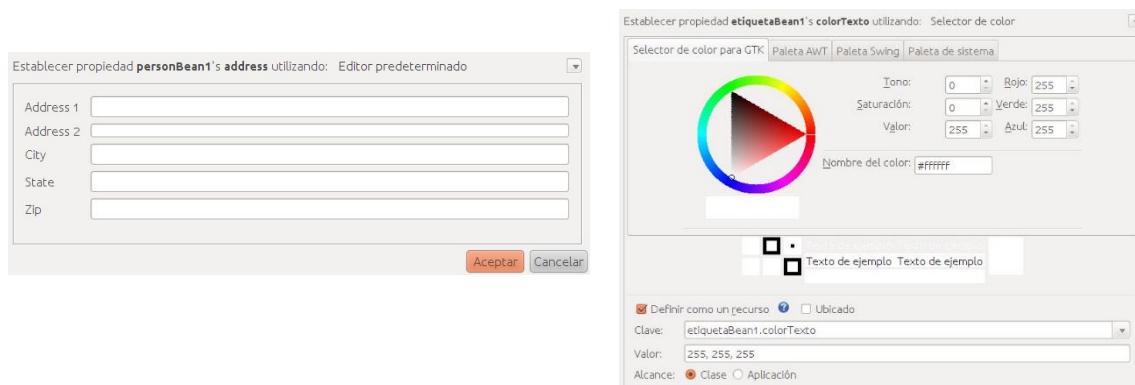 Establecer propiedad personBean1's address utilizando: Editor predeterminado
Address 1
Address 2
City
State
Zip
Aceptar Cancelar
Establecer propiedad etiquetaBean1's colorTexto utilizando: Selector de color
Selector de color para GTK Paleta AWT Paleta Swing Paleta de sistema
Tono: 0 Rojo: 255
Saturación: 0 Verde: 255
Valor: 255 Azul: 255
Nombre del color: #ffffff
Texto de ejemplo Texto de ejemplo
Definir como un recurso Ubicado
Clave: etiquetaBean1.colorTexto
Valor: 255, 255, 255
Alcance: Clase Aplicación